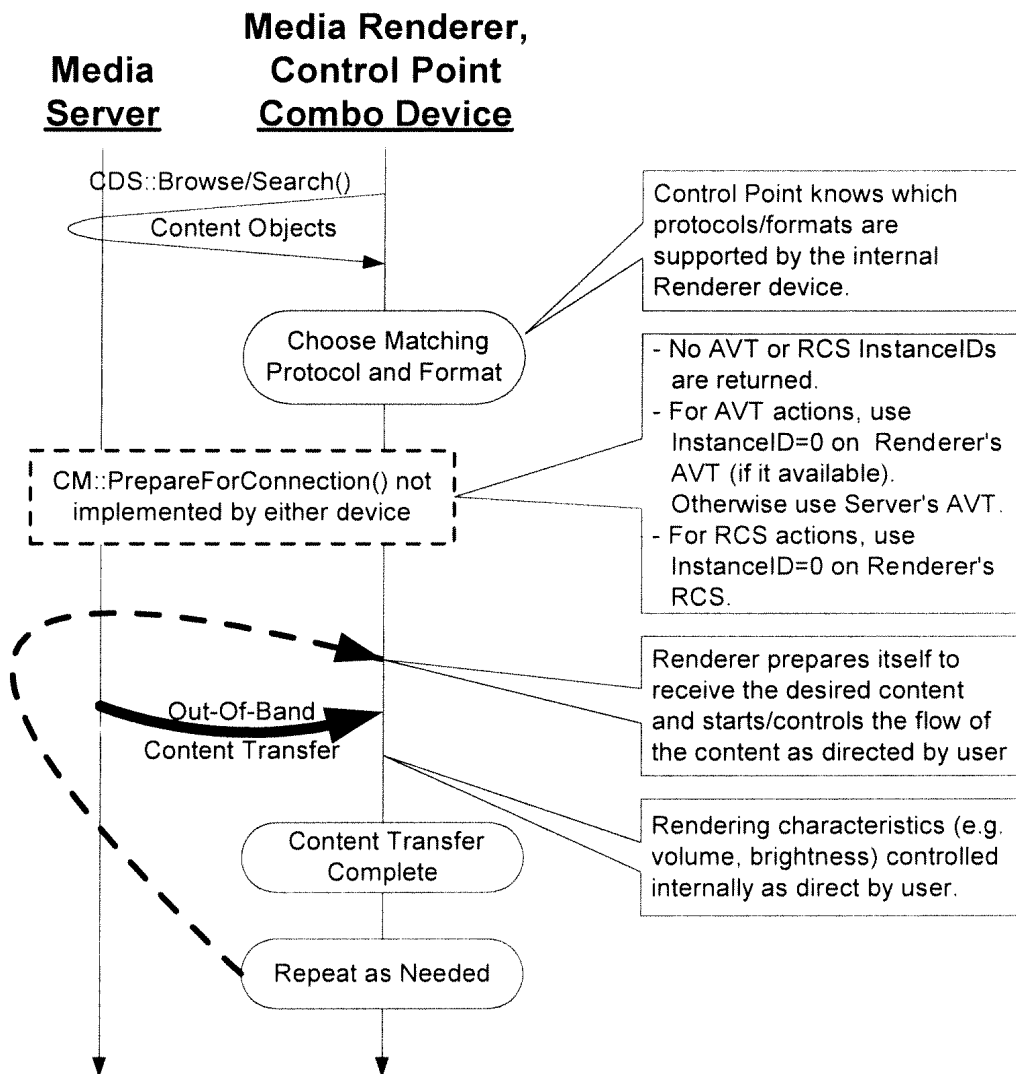 Media
Server
Media Renderer,
Control Point
Combo Device
CDS::Browse/Search()
Content Objects
Control Point knows which
protocols/formats are
supported by the internal
Renderer device.
Choose Matching
Protocol and Format
- No AVT or RCS InstanceIDs
are returned.
- For AVT actions, use
InstanceID=0 on Renderer's
AVT (if it available).
Otherwise use Server's AVT.
- For RCS actions, use
InstanceID=0 on Renderer's
RCS.
CM::PrepareForConnection() not
implemented by either device
Renderer prepares itself to
receive the desired content
and starts/controls the flow of
the content as directed by user
Out-Of-Band
Content Transfer
Rendering characteristics (e.g.
volume, brightness) controlled
internally as direct by user.
Content Transfer
Complete
Repeat as Needed